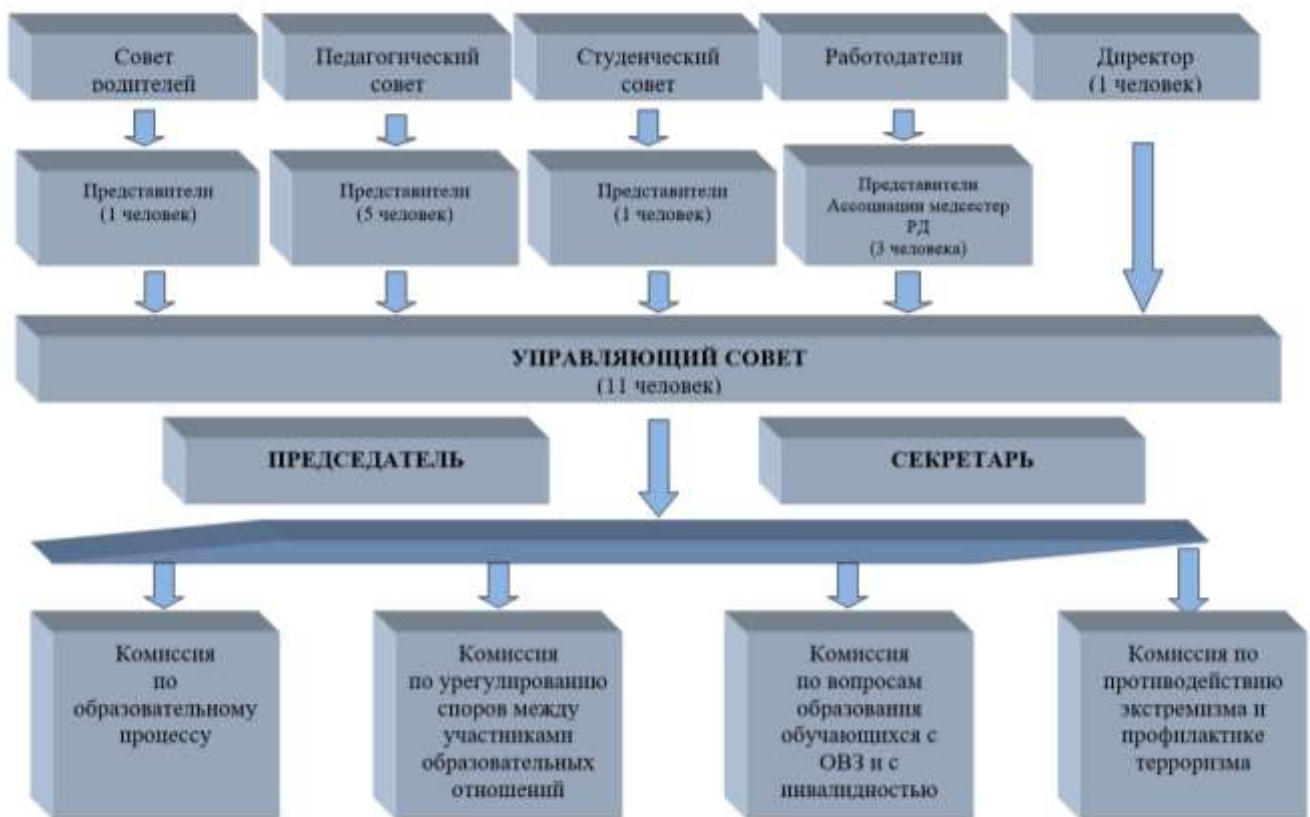 Совет
родителей
Педагогический
совет
Студенческий
совет
Работодатели
Директор
(1 человек)
Представители
(1 человек)
Представители
(5 человек)
Представители
(1 человек)
Представители
Ассоциации медсестер
РД
(3 человека)
УПРАВЛЯЮЩИЙ СОВЕТ
(11 человек)
ПРЕДСЕДАТЕЛЬ
СЕКРЕТАРЬ
Комиссия
по
образовательному
процессу
Комиссия
по урегулированию
споров между
участниками
образовательных
отношений
Комиссия
по вопросам
образования
обучающихся с
ОВЗ и с
инвалидностью
Комиссия по
противодействию
экстремизма и
профилактике
терроризма